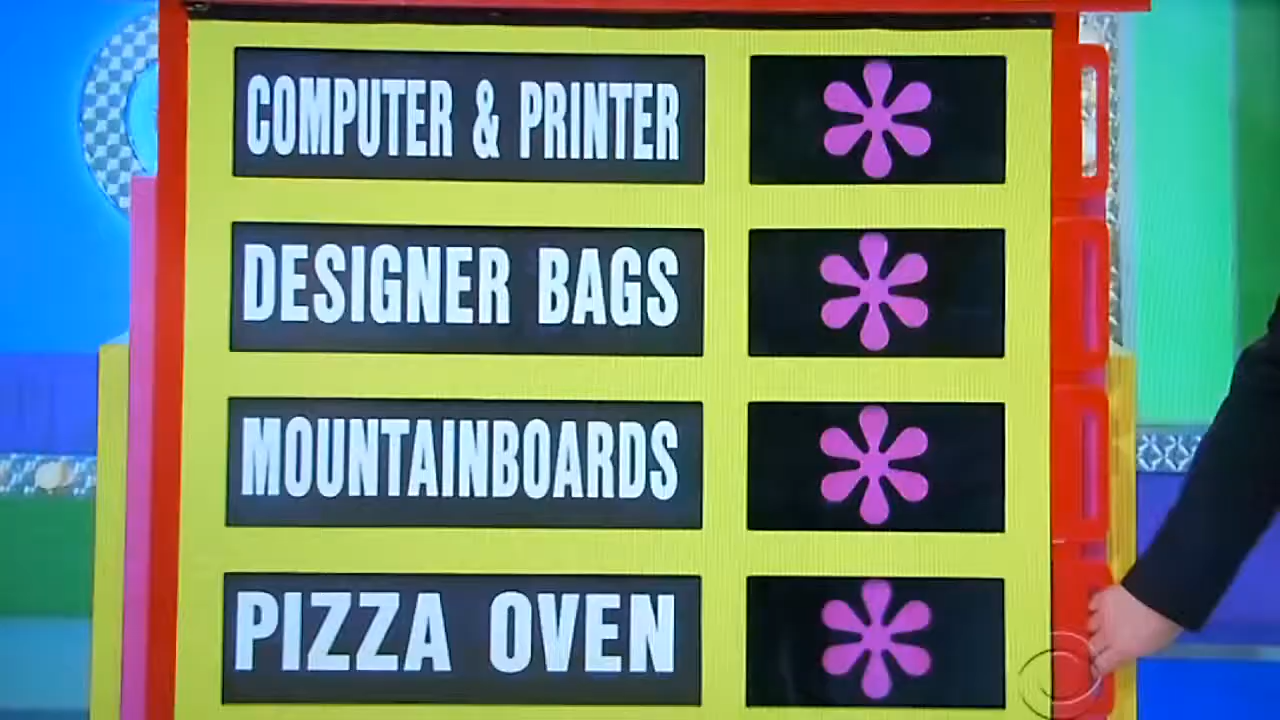 COMPUTER & PRINTER
DESIGNER BAGS
MOUNTAINBOARDS
PIZZA OVEN